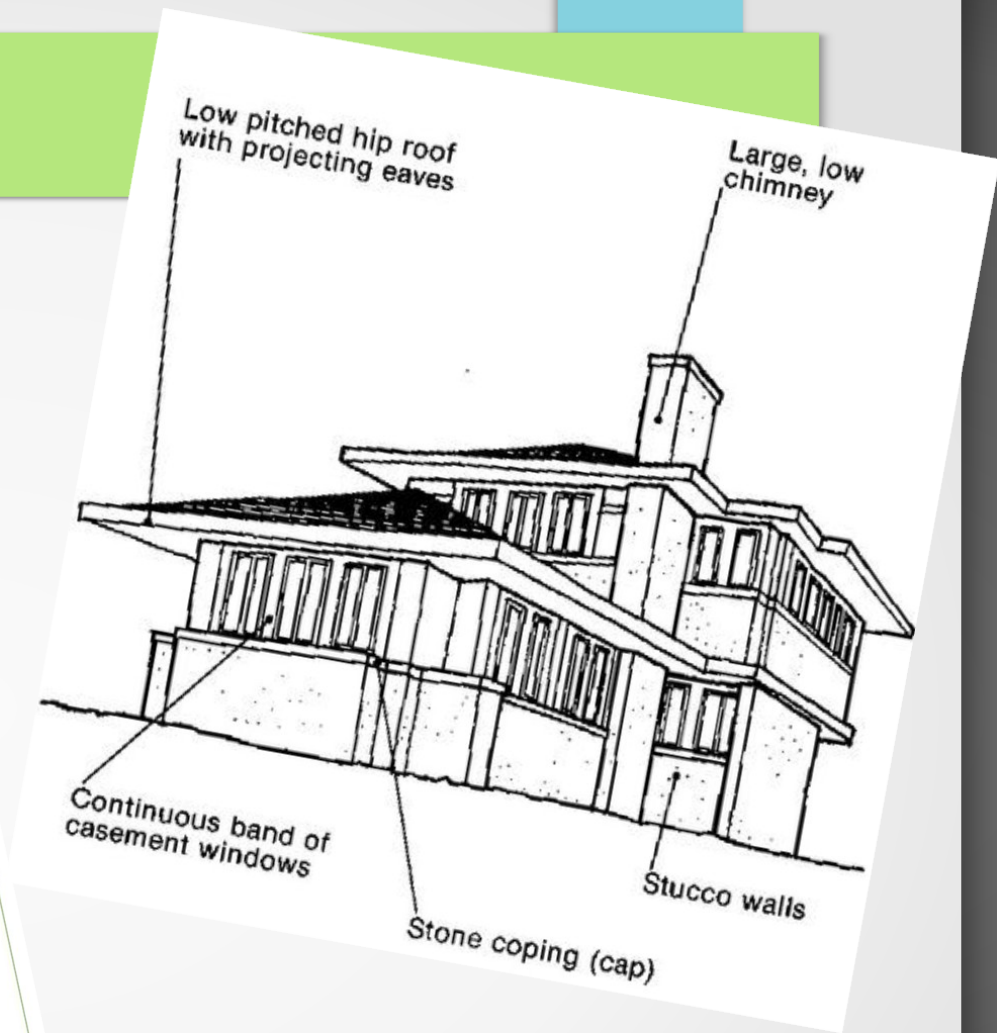 Low pitched hip roof
with projecting eaves
Large, low
chimney
Continuous band of
casement windows
Stone coping (cap)
Stucco walls